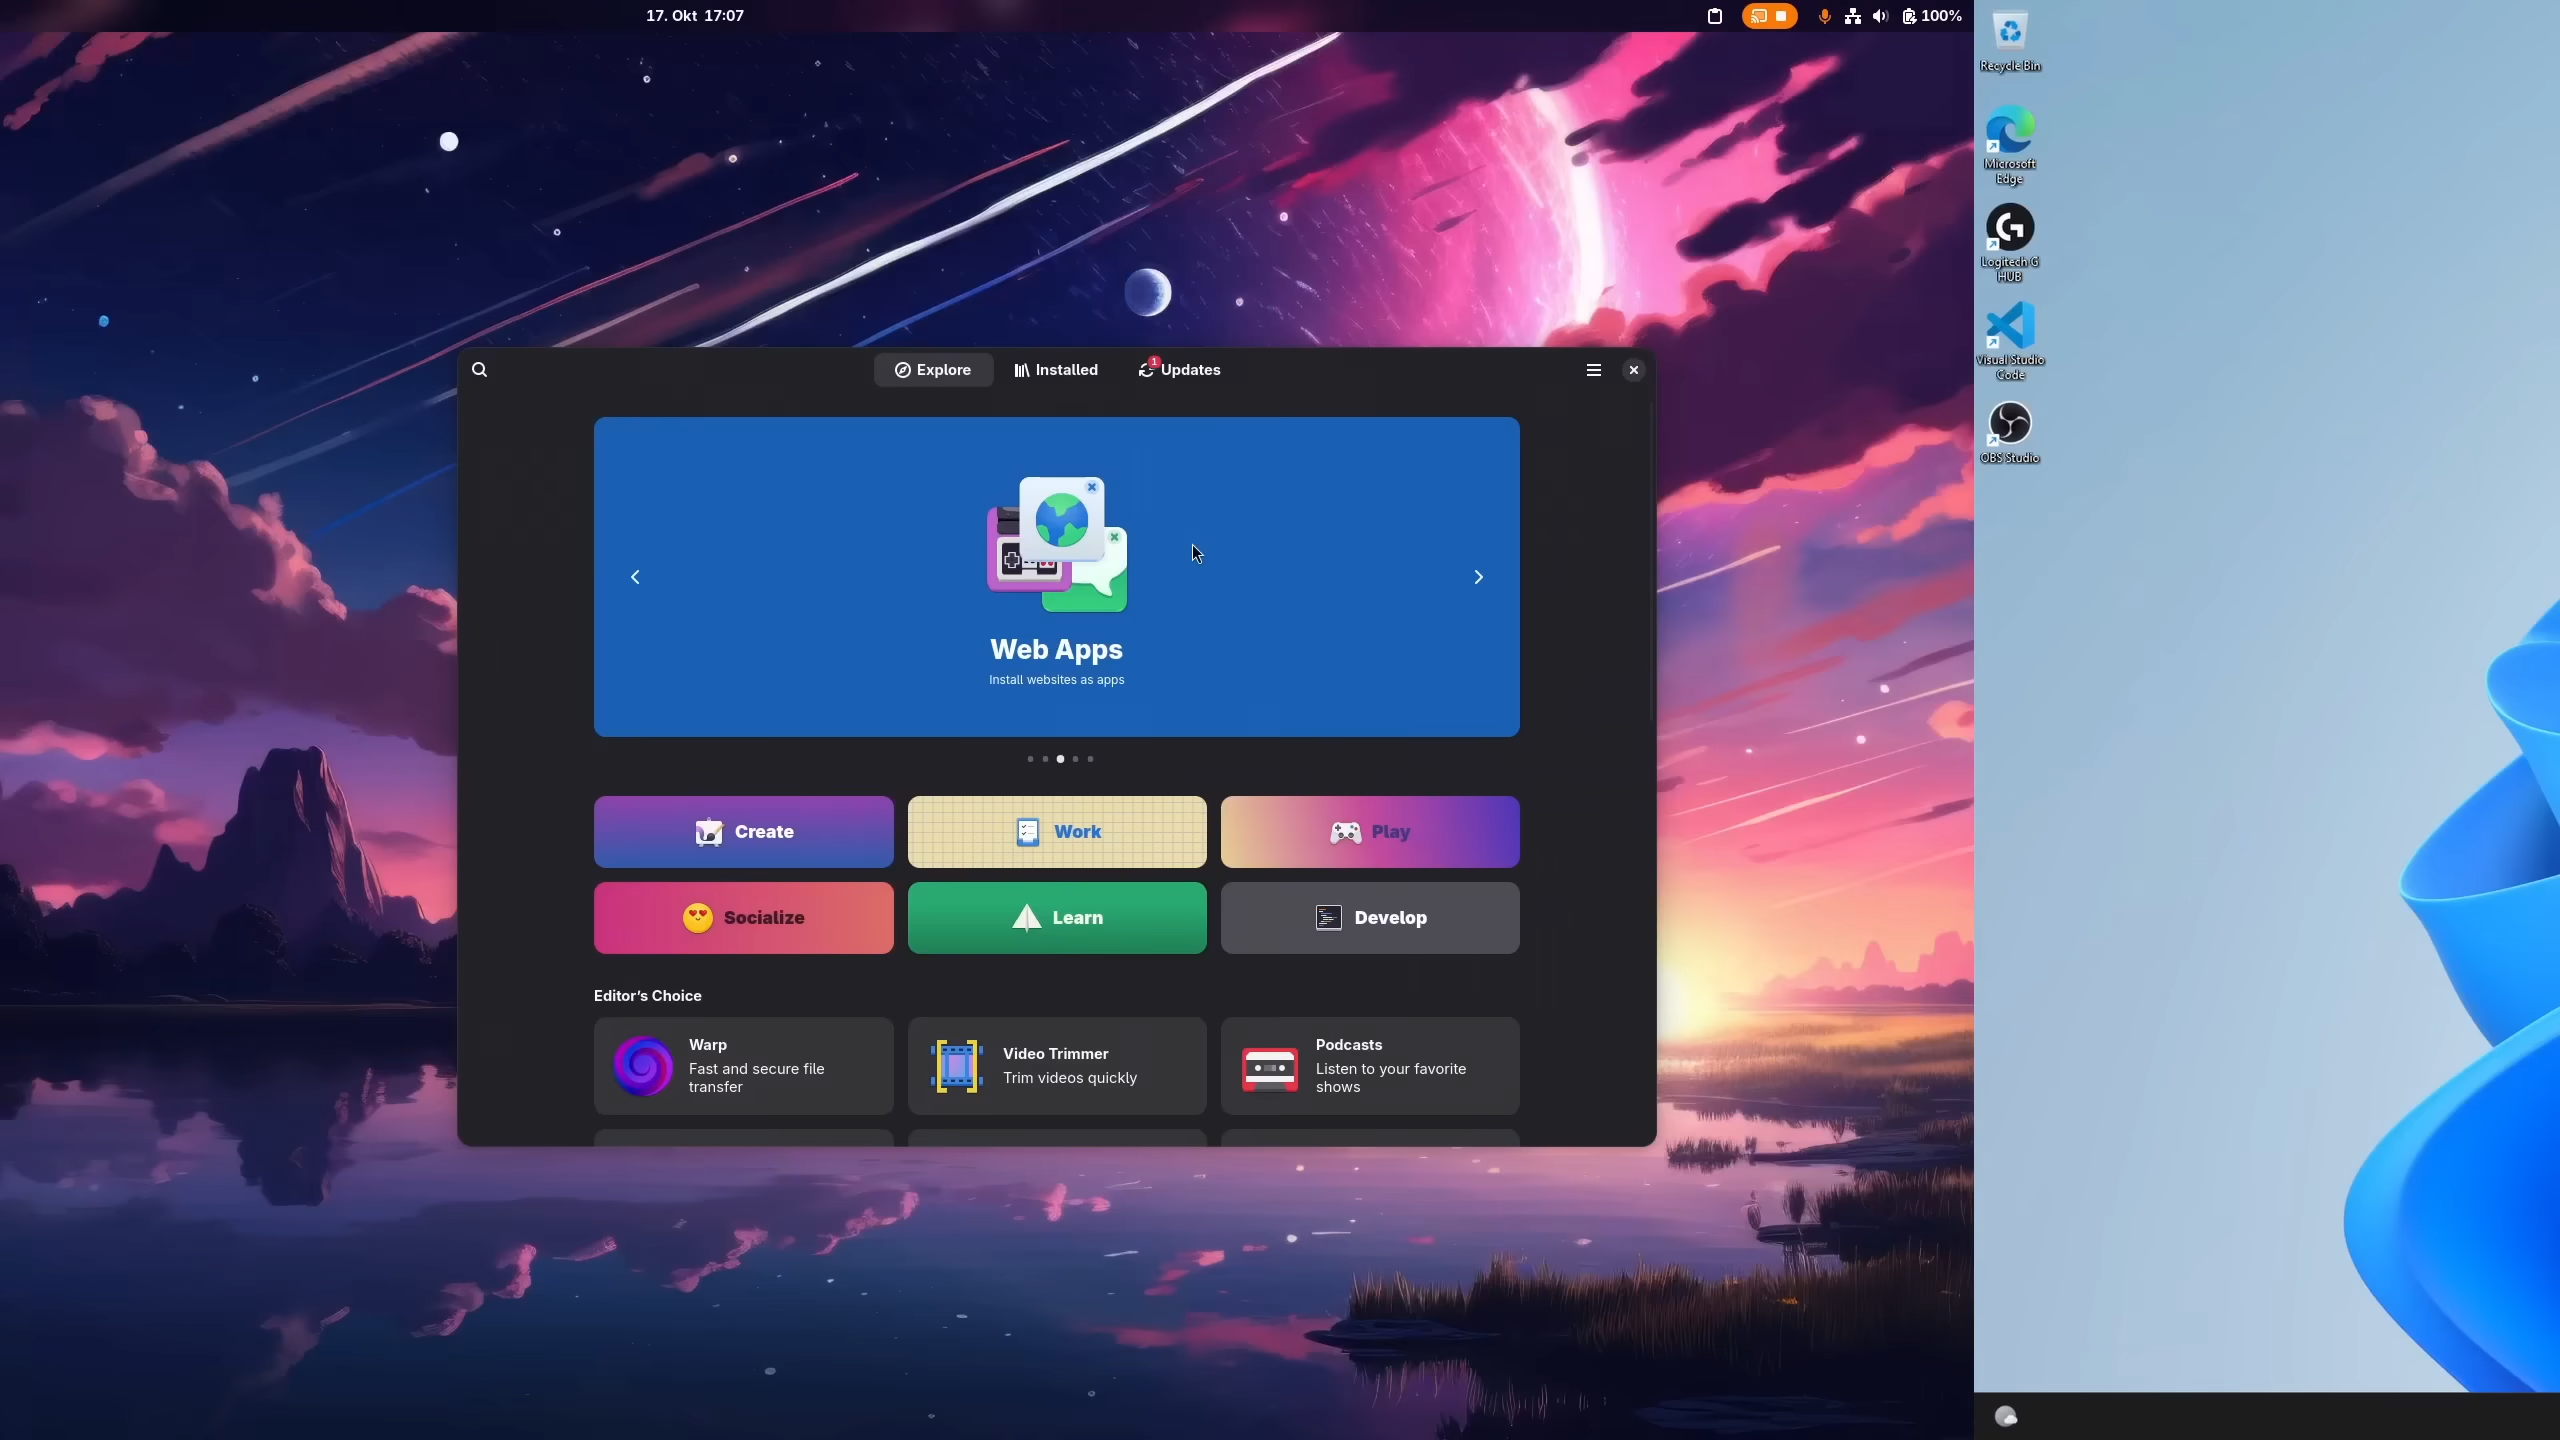 17. Okt 17:07
100%
Explore
Installed
1
Updates
Web Apps
Install websites as apps
Create
Work
Play
Socialize
Learn
Develop
Editor’s Choice
Warp
Fast and secure file
transfer
Video Trimmer
Trim videos quickly
Podcasts
Listen to your favorite
shows
Recycle Bin
Microsoft
Edge
Logitech G
HUB
Visual Studio
Code
OBS Studio